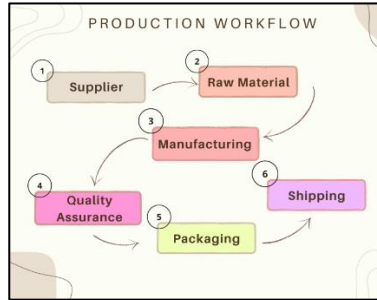 PRODUCTION WORKFLOW
1
Supplier
2
Raw Material
3
Manufacturing
4
Quality
Assurance
5
Packaging
6
Shipping